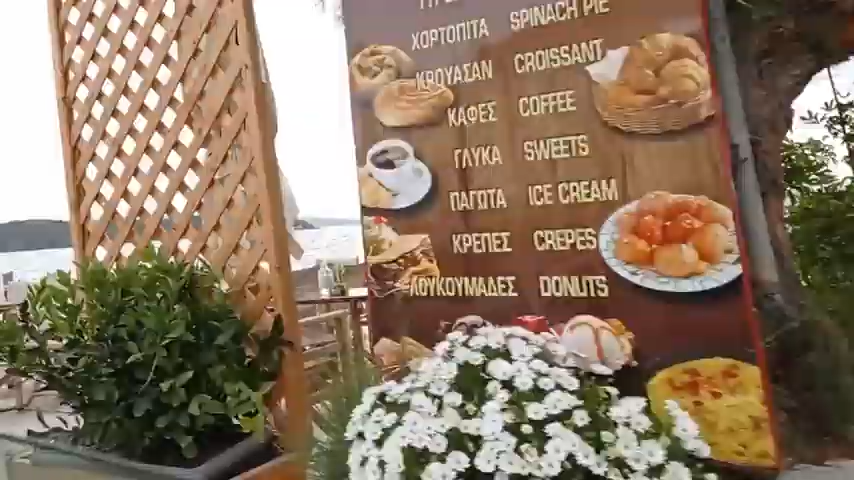 ΧΟΡΤΟΠΙΤΑ SPINACH PIE
ΚΡΟΥΑΣΑΝ CROISSANT
ΚΑΦΕΣ COFFEE
ΓΛΥΚΑ SWEETS
ΠΑΓΩΤΑ ICE CREAM
ΚΡΕΠΕΣ CREPES
ΛΟΥΚΟΥΜΑΔΕΣ DONUTS